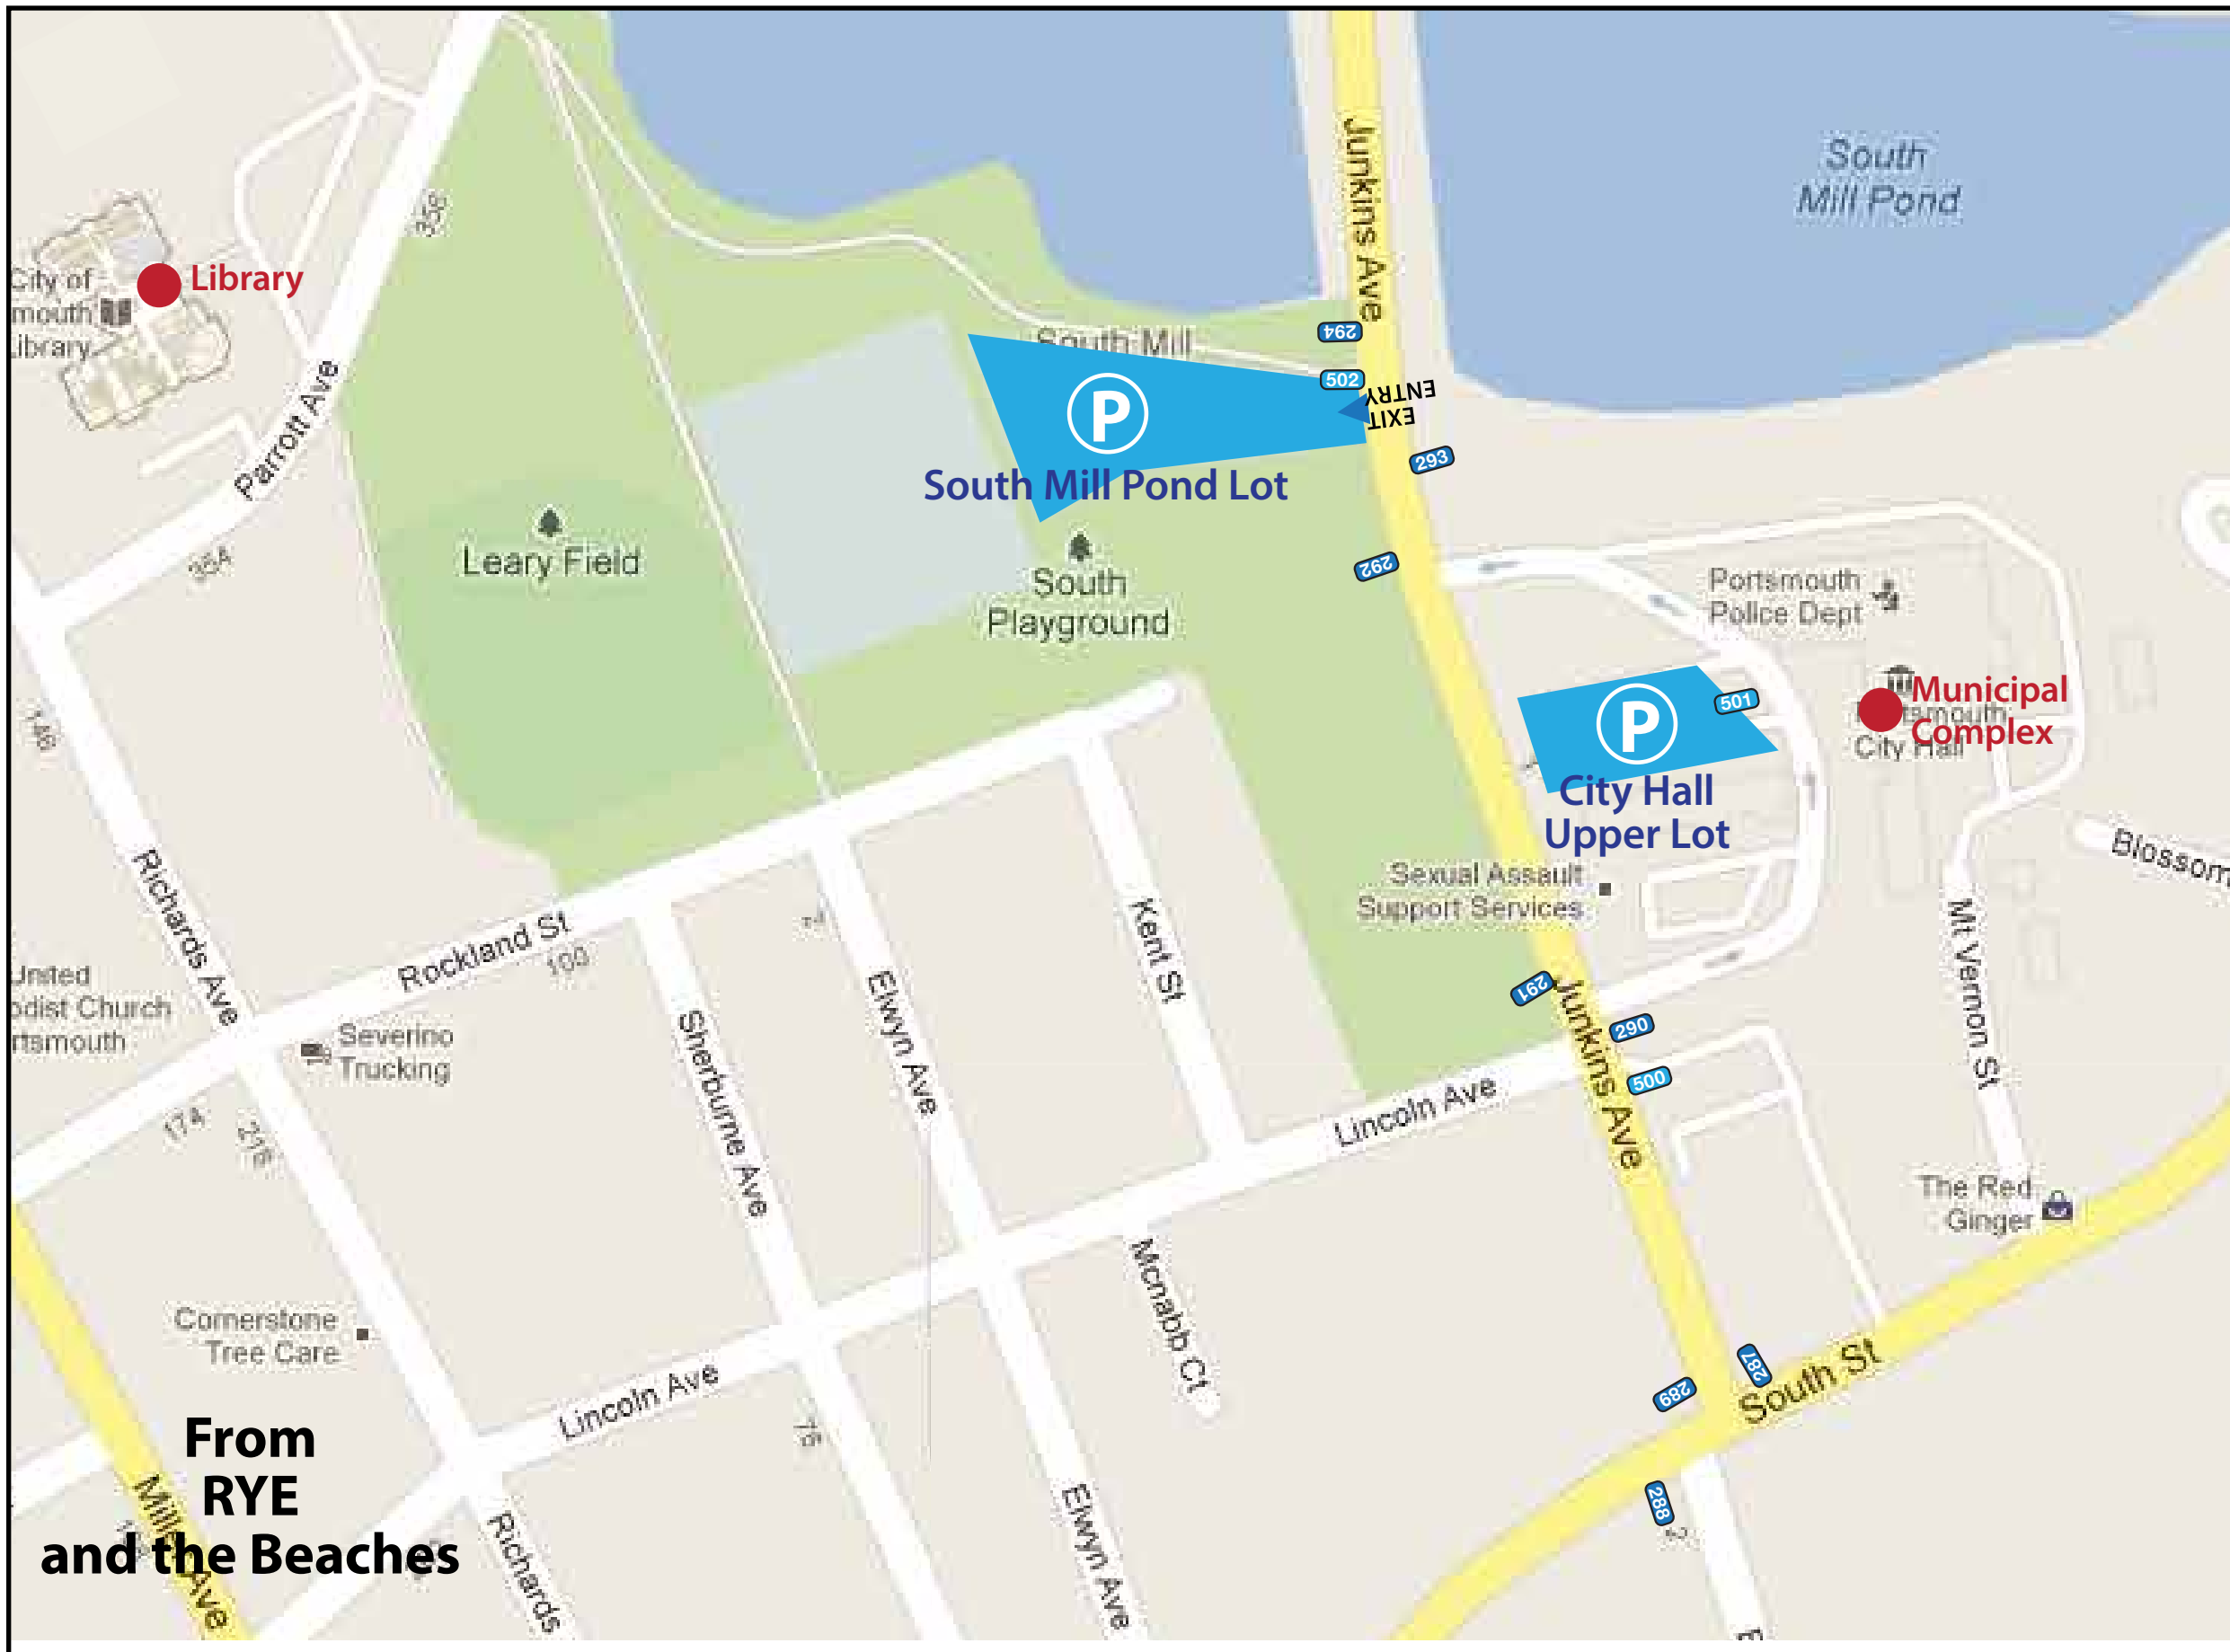 Junkins Ave
South
Mill Pond
358
City of
mouth
Library
Library
294
South Mill
502
ENTRY
EXIT
P
293
Parrott Ave
South Mill Pond Lot
Leary Field
35A
292
South
Playground
Portsmouth
Police Dept
Municipal
Complex
501
P
tsmouth
City Hall
146
City Hall
Upper Lot
Blossom
Richards Ave
Sexual Assault
Support Services
Kent St
Mt Vernon St
Rockland St
100
United
odist Church
rtsmouth
Elwyn Ave
291
Junkins Ave
290
500
Severino
Trucking
Sherburne Ave
174
218
Lincoln Ave
The Red
Ginger
Mcnabb Ct
Cornerstone
Tree Care
Lincoln Ave
287
289
South St
288
From
RYE
and the Beaches
Miller Ave
Richards
Elwyn Ave